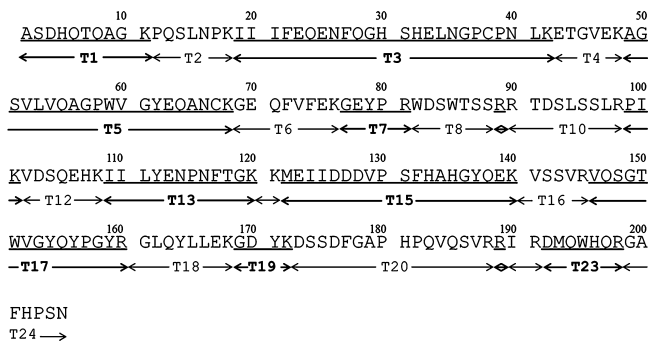 10 20 30 40 50
ASDHQTQAG KPQSLNPKII IFEQENFQGH SHELNGPCPN LKETGVEKAG
T1 T2 T3 T4
60 70 80 90 100
SVLVQAGPWV GYEQANCKGE QFVFEKGEYP RWDSWTSSRR TDSLSSLRPI
T5 T6 T7 T8 T10
110 120 130 140 150
KVDSQEHKII LYENPNFTGK KMEIIDDDVP SFHAHGYQEK VSSVRVQSGT
T12 T13 T15 T16
160 170 180 190 200
WVGYQYPGYR GLQYLLEKGD YKDSSDFGAP HPQVQSVRRI RDMQWHQRGA
T17 T18 T19 T20 T23
FHPSN
T24